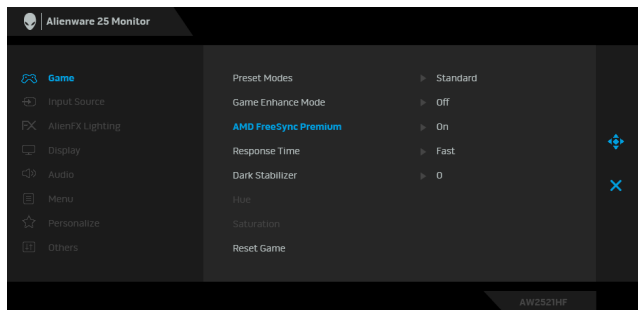 Alienware 25 Monitor
Game
Input Source
AlienFX Lighting
Display
Audio
Menu
Personalize
Others
Preset Modes Standard
Game Enhance Mode Off
AMD FreeSync Premium On
Response Time Fast
Dark Stabilizer 0
Hue
Saturation
Reset Game
AW2521HF